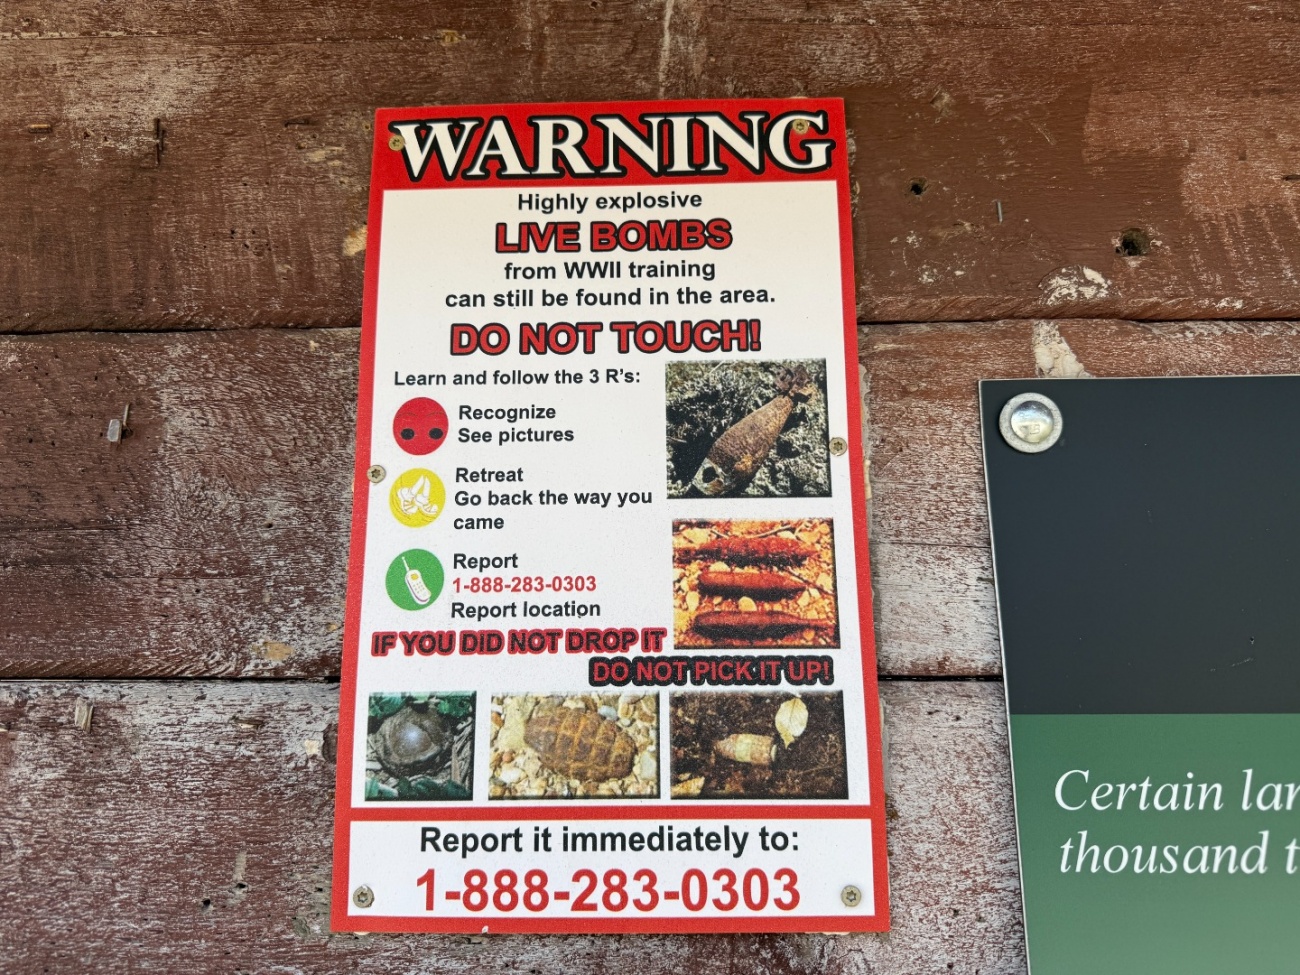 WARNING
Highly explosive
LIVE BOMBS
from WWII training
can still be found in the area.
DO NOT TOUCH!
Learn and follow the 3 R's:
Recognize
See pictures
Retreat
Go back the way you
came
Report
1-888-283-0303
Report location
IF YOU DID NOT DROP IT
DO NOT PICK IT UP!
Report it immediately to:
1-888-283-0303
Certain
thousand